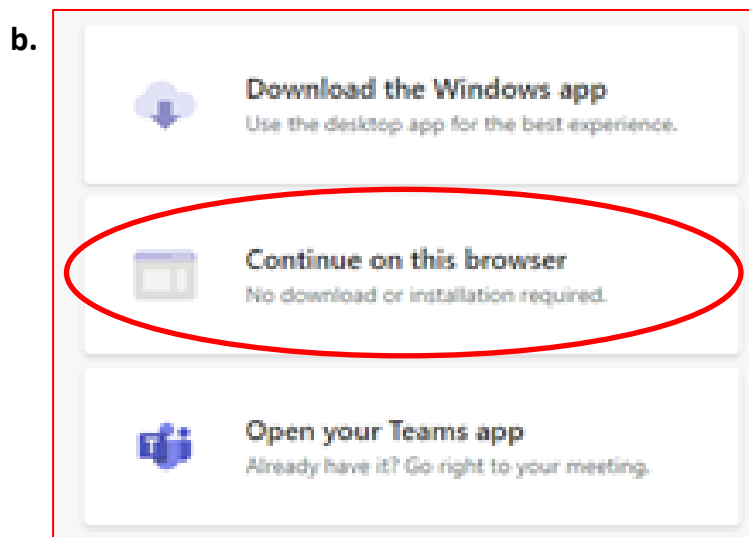 b.
Download the Windows app
Use the desktop app for the best experience.
Continue on this browser
No download or installation required.
Open your Teams app
Already have it? Go right to your meeting.